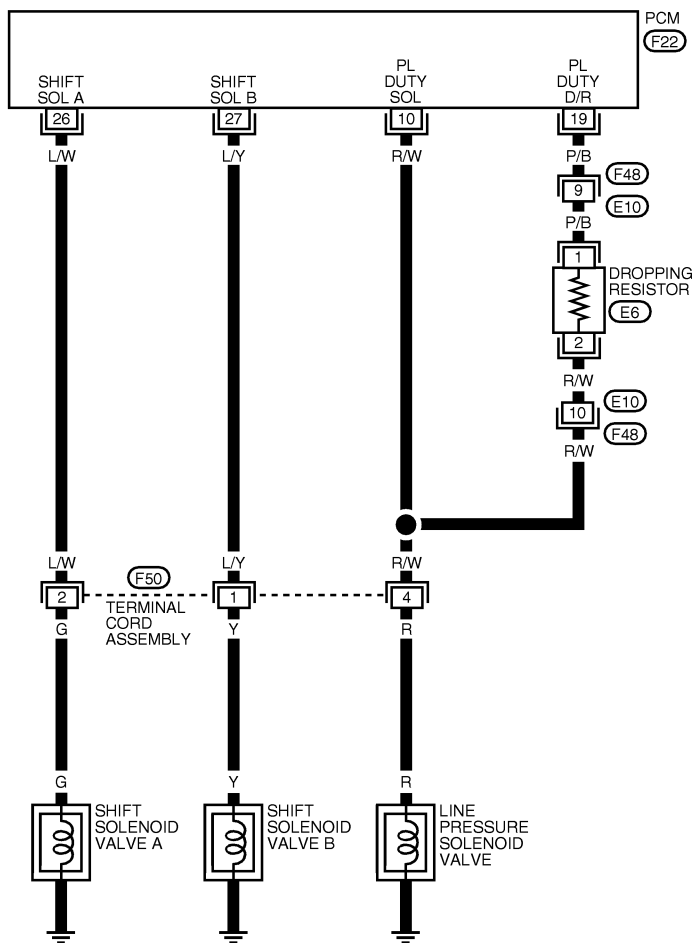 PCM
F22
SHIFT
SOL A
SHIFT
SOL B
PL
DUTY
SOL
PL
DUTY
D/R
26
27
10
19
L/W
L/Y
R/W
P/B
9
F48
E10
P/B
1
DROPPING
RESISTOR
E6
2
R/W
10
E10
F48
R/W
L/W
L/Y
R/W
F50
2
1
4
TERMINAL
CORD
ASSEMBLY
G
Y
R
G
Y
R
SHIFT
SOLENOID
VALVE A
SHIFT
SOLENOID
VALVE B
LINE
PRESSURE
SOLENOID
VALVE